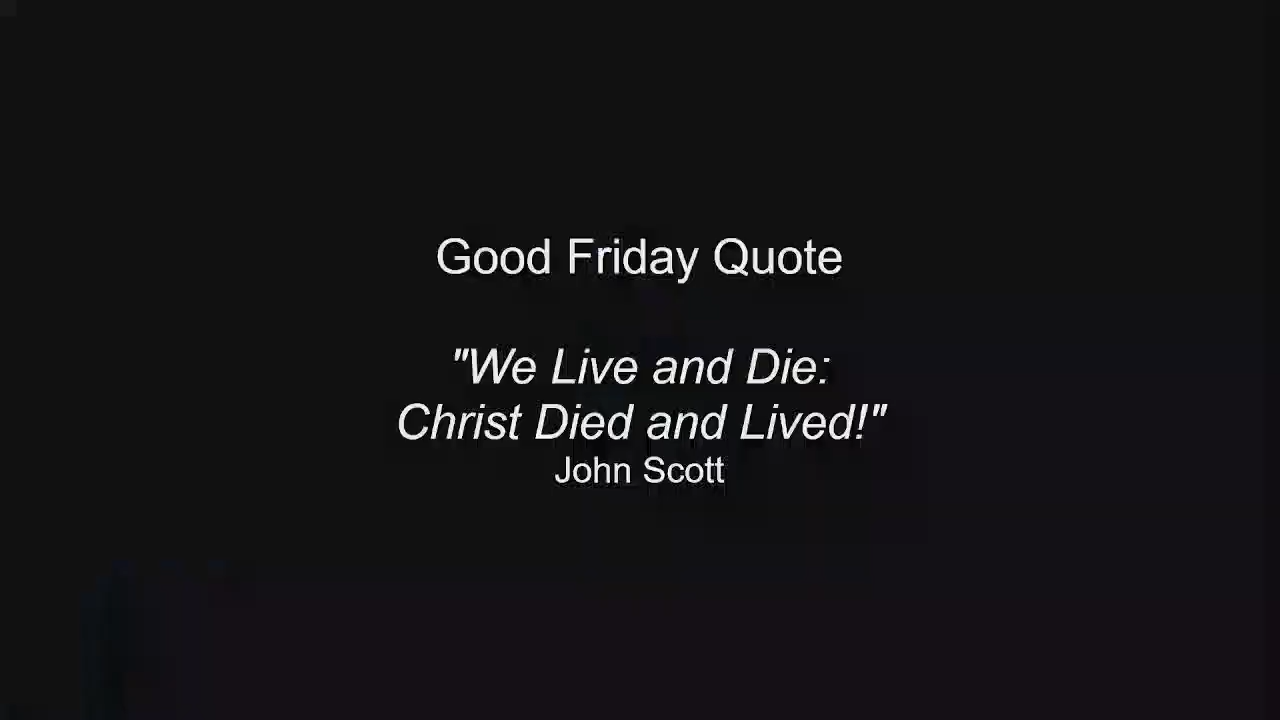 Good Friday Quote
"We Live and Die:
Christ Died and Lived!"
John Scott